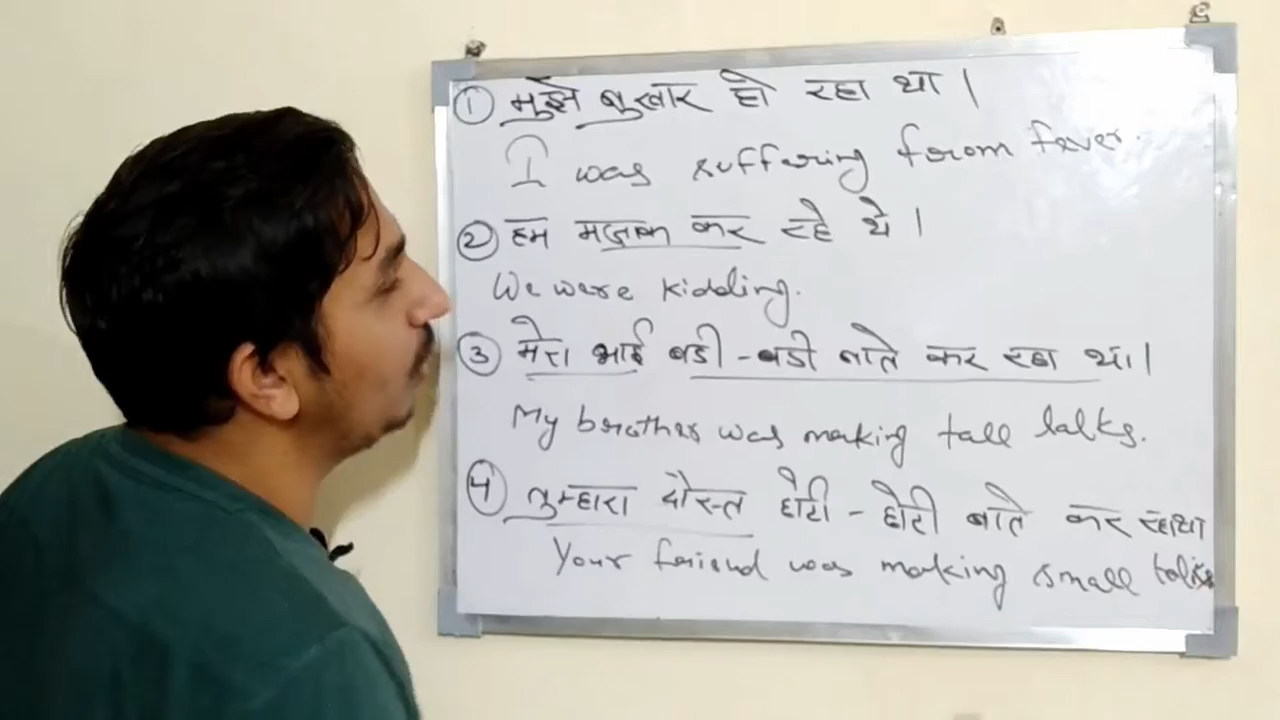 ① मुझे बुखार हो रहा था।
I was suffering from fever.
② हम मजाक कर रहे थे।
We were kidding.
③ मेरा भाई बडी-बडी बाते कर रहा था।
My brother was making tall talks.
④ तुम्हारा दोस्त छोटी-छोटी बाते कर रहा था
Your friend was making small talks